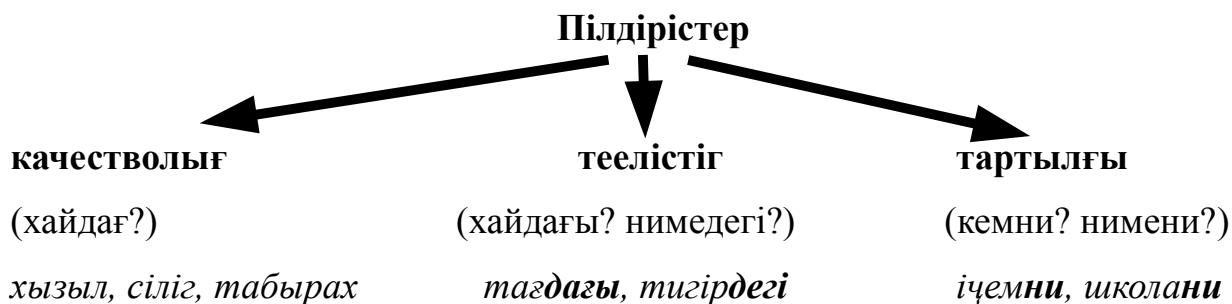 Пілдірістер
качестволығ теелістіг тартылғы
(хайдағ?) (хайдағы? нимедегі?) (кемни? нимени?)
хызыл, сіліг, табырах тағдағы, тигірдегі іҷемни, школани